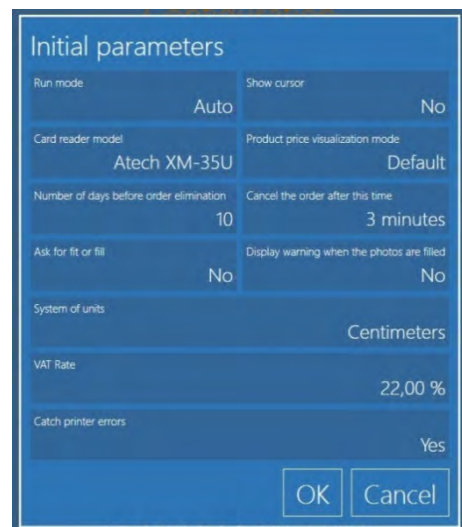 Initial parameters
Run mode
Auto
Show cursor
No
Card reader model
Atech XM-35U
Product price visualization mode
Default
Number of days before order elimination
10
Cancel the order after this time
3 minutes
Ask for fit or fill
No
Display warning when the photos are filled
No
System of units
Centimeters
VAT Rate
22,00 %
Catch printer errors
Yes
OK
Cancel